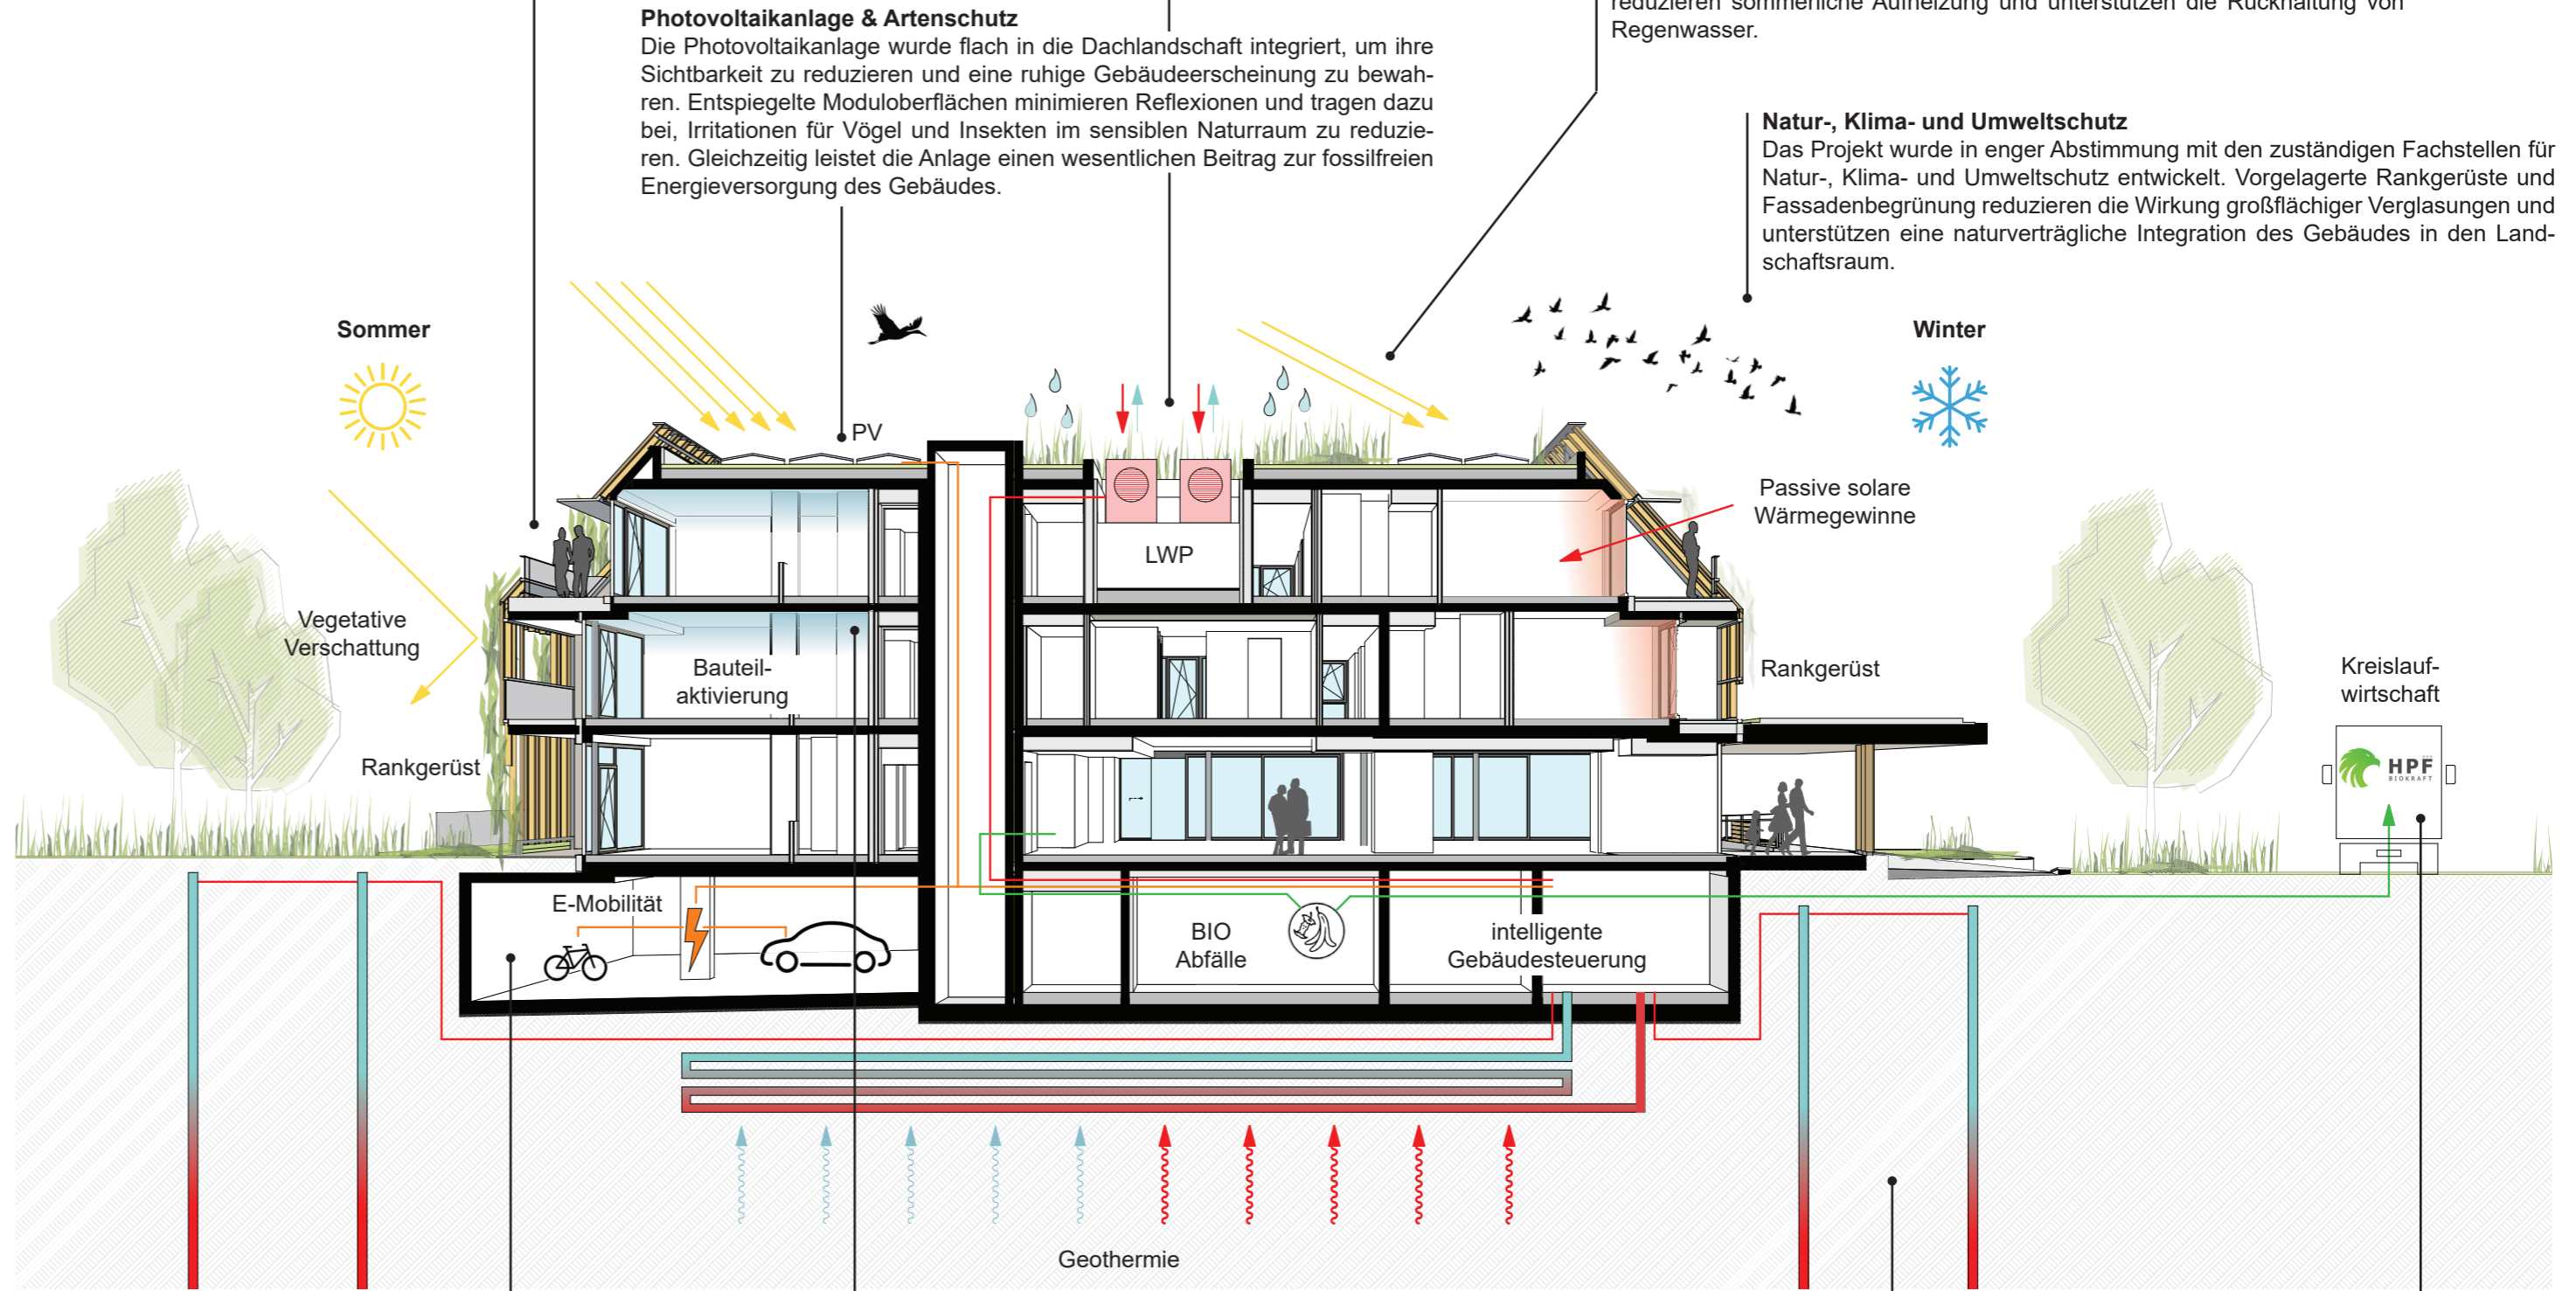 Photovoltaikanlage & Artenschutz
Die Photovoltaikanlage wurde flach in die Dachlandschaft integriert, um ihre
Sichtbarkeit zu reduzieren und eine ruhige Gebäudeerscheinung zu bewah-
ren. Entspiegelte Moduloberflächen minimieren Reflexionen und tragen dazu
bei, Irritationen für Vögel und Insekten im sensiblen Naturraum zu reduzie-
ren. Gleichzeitig leistet die Anlage einen wesentlichen Beitrag zur fossilfreien
Energieversorgung des Gebäudes.
reduzieren sommerliche Aufheizung und unterstützen die Rückhaltung von
Regenwasser.
Natur-, Klima- und Umweltschutz
Das Projekt wurde in enger Abstimmung mit den zuständigen Fachstellen für
Natur-, Klima- und Umweltschutz entwickelt. Vorgelagerte Rankgerüste und
Fassadenbegrünung reduzieren die Wirkung großflächiger Verglasungen und
unterstützen eine naturverträgliche Integration des Gebäudes in den Land-
schaftsraum.
Sommer
Winter
PV
Passive solare
Wärmegewinne
LWP
Vegetative
Verschattung
Bauteil-
aktivierung
Rankgerüst
Kreislauf-
wirtschaft
Rankgerüst
HPF
BIOKRAFT
E-Mobilität
BIO
Abfälle
intelligente
Gebäudesteuerung
Geothermie